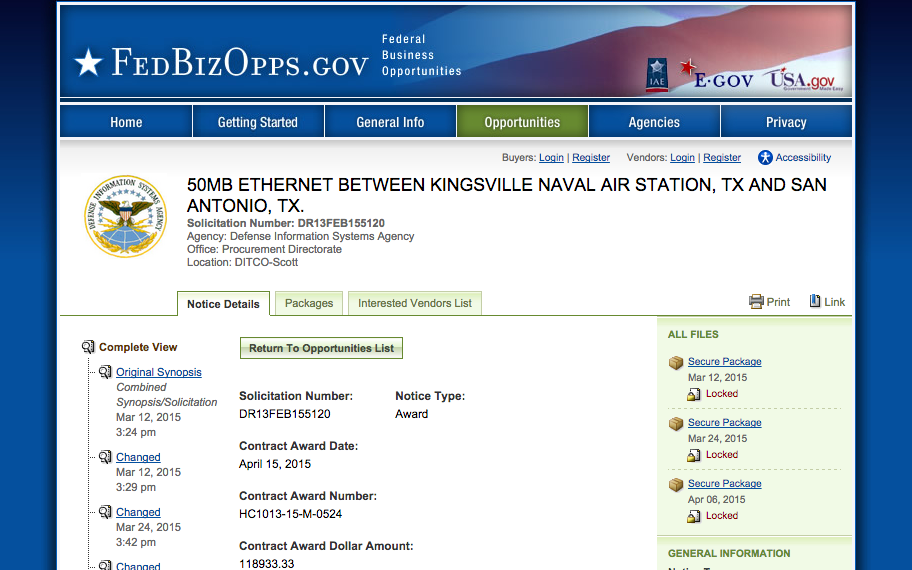 FedBizOpps.gov
Federal
Business
Opportunities
IAE
E-Gov
USA.gov
Government Made Easy
Home
Getting Started
General Info
Opportunities
Agencies
Privacy
Buyers: Login | Register Vendors: Login | Register Accessibility
DEFENSE INFORMATION SYSTEMS AGENCY
50MB ETHERNET BETWEEN KINGSVILLE NAVAL AIR STATION, TX AND SAN
ANTONIO, TX.
Solicitation Number: DR13FEB155120
Agency: Defense Information Systems Agency
Office: Procurement Directorate
Location: DITCO-Scott
Notice Details
Packages
Interested Vendors List
Print
Link
Complete View
Original Synopsis
Combined
Synopsis/Solicitation
Mar 12, 2015
3:24 pm
Changed
Mar 12, 2015
3:29 pm
Changed
Mar 24, 2015
3:42 pm
Changed
Return To Opportunities List
Solicitation Number:
DR13FEB155120
Notice Type:
Award
Contract Award Date:
April 15, 2015
Contract Award Number:
HC1013-15-M-0524
Contract Award Dollar Amount:
118933.33
ALL FILES
Secure Package
Mar 12, 2015
Locked
Secure Package
Mar 24, 2015
Locked
Secure Package
Apr 06, 2015
Locked
GENERAL INFORMATION
Notice Type: